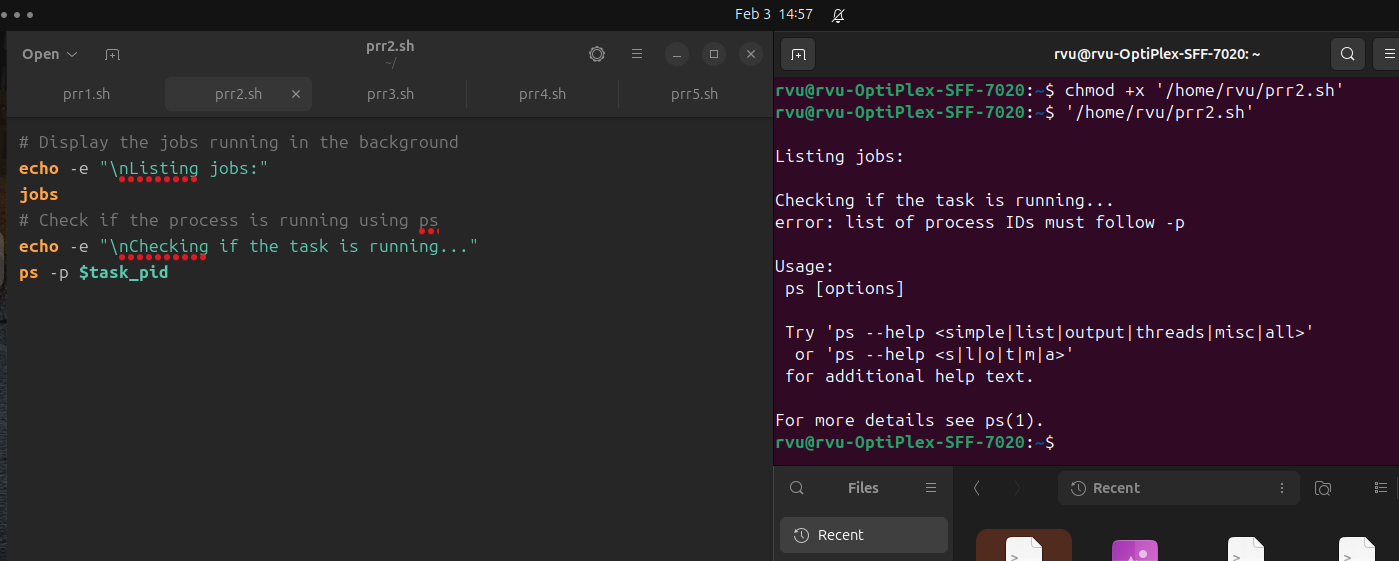 Feb 3 14:57
Open
prr2.sh
~/
prr1.sh
prr2.sh
prr3.sh
prr4.sh
prr5.sh
# Display the jobs running in the background
echo -e "\nListing jobs:"
jobs
# Check if the process is running using ps
echo -e "\nChecking if the task is running..."
ps -p $task_pid
rvu@rvu-OptiPlex-SFF-7020: ~
rvu@rvu-OptiPlex-SFF-7020:~$ chmod +x '/home/rvu/prr2.sh'
rvu@rvu-OptiPlex-SFF-7020:~$ '/home/rvu/prr2.sh'
Listing jobs:
Checking if the task is running...
error: list of process IDs must follow -p
Usage:
ps [options]
Try 'ps --help <simple|list|output|threads|misc|all>'
or 'ps --help <s|l|o|t|m|a>'
for additional help text.
For more details see ps(1).
rvu@rvu-OptiPlex-SFF-7020:~$
Files
Recent
Recent